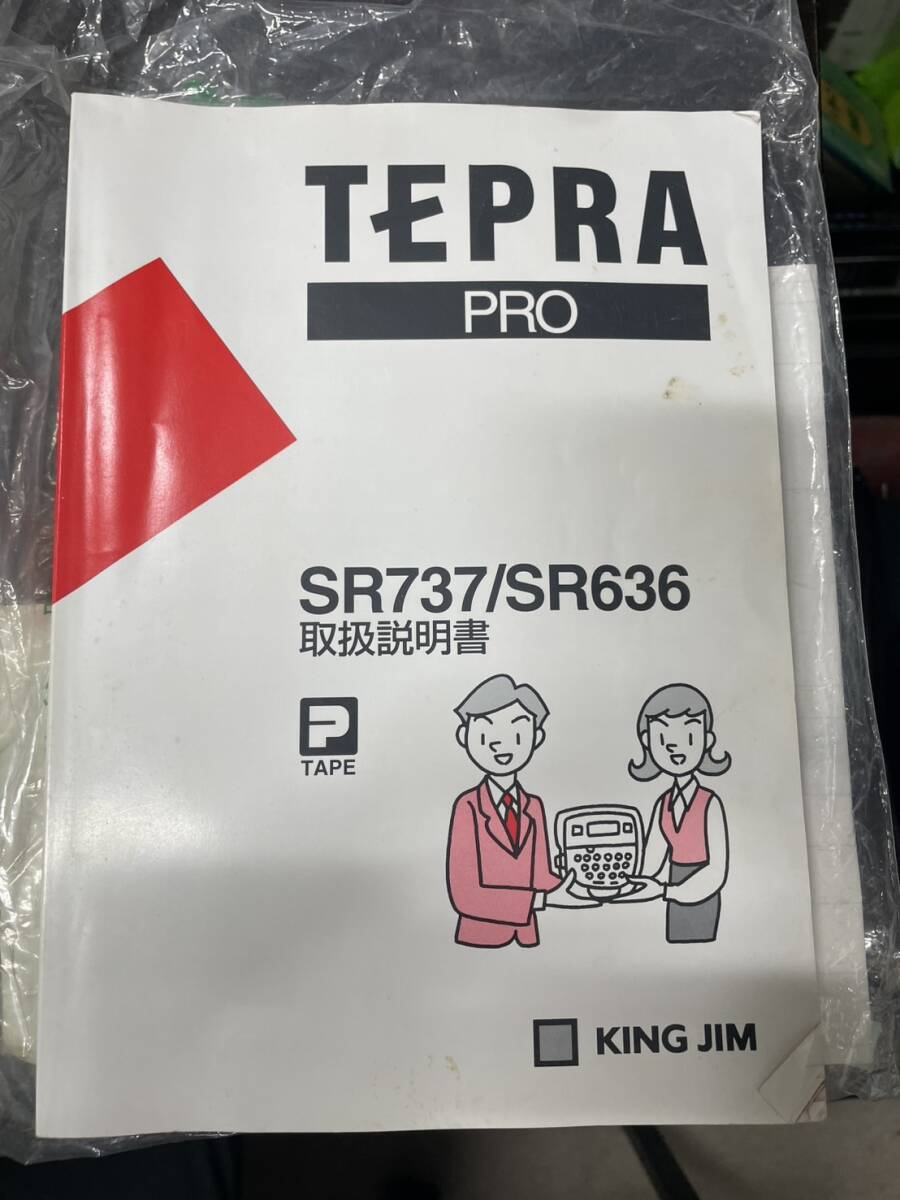 TEPRA
PRO
SR737/SR636
取扱説明書
P
TAPE
KING JIM